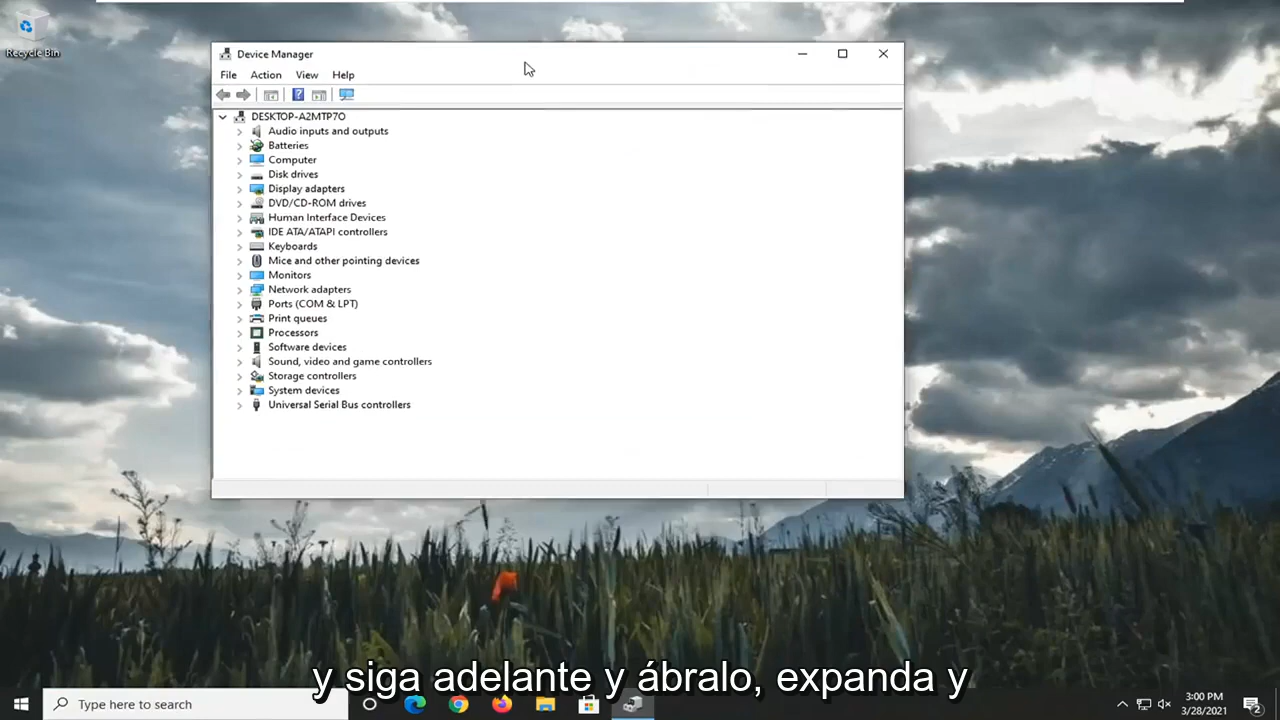 Recycle Bin
Device Manager
File Action View Help
DESKTOP-A2MTP7O
Audio inputs and outputs
Batteries
Computer
Disk drives
Display adapters
DVD/CD-ROM drives
Human Interface Devices
IDE ATA/ATAPI controllers
Keyboards
Mice and other pointing devices
Monitors
Network adapters
Ports (COM & LPT)
Print queues
Processors
Software devices
Sound, video and game controllers
Storage controllers
System devices
Universal Serial Bus controllers
y siga adelante y ábralo, expanda y
Type here to search
3:00 PM
3/28/2021
2